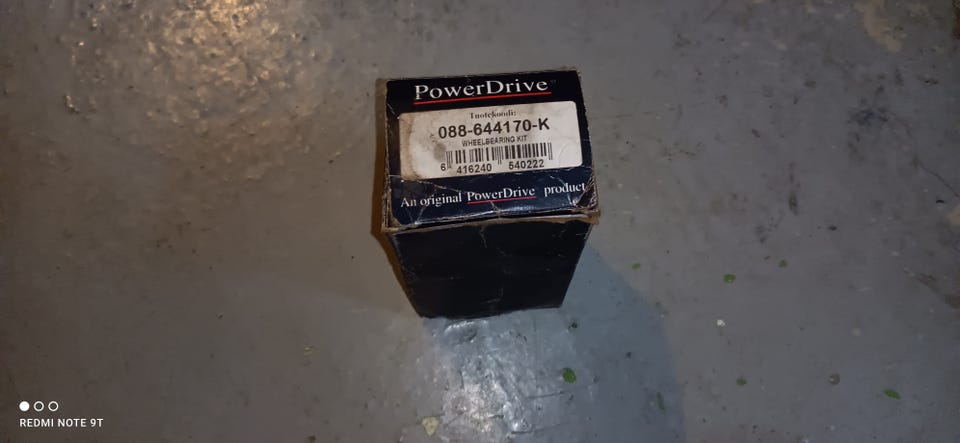 PowerDrive
Tuotekoodi:
088-644170-K
WHEELBEARING KIT
6 416240 540222
An original PowerDrive product
REDMI NOTE 9T